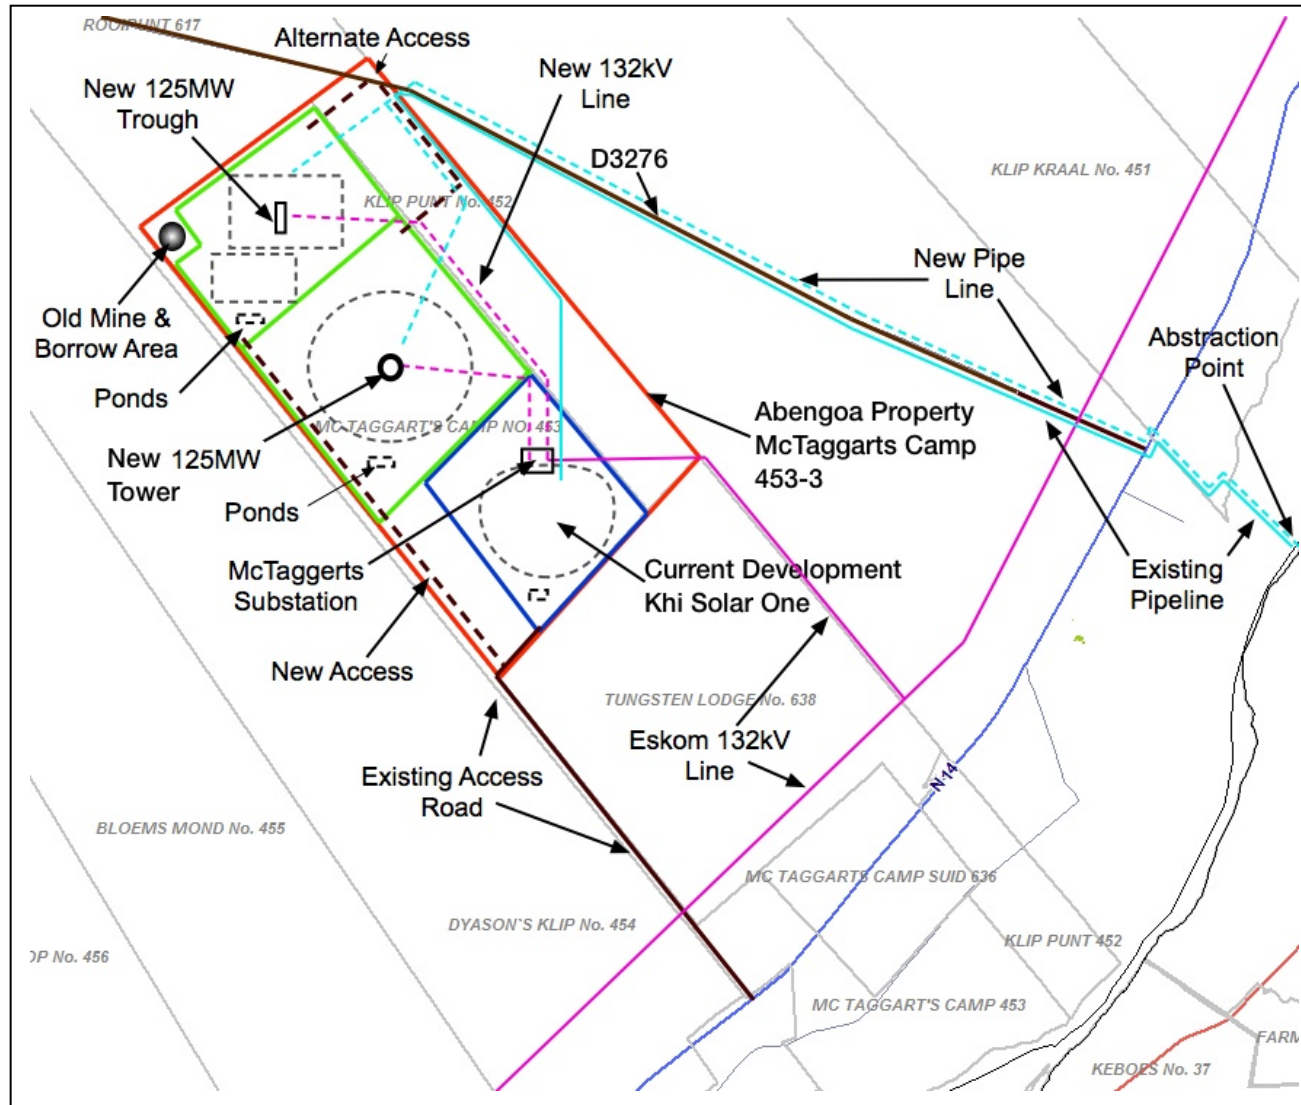 ROOIPUNT 617
Alternate Access
New 125MW
Trough
New 132kV
Line
D3276
KLIP KRAAL No. 451
KLIP PUNT No. 452
New Pipe
Line
Old Mine &
Borrow Area
Abstraction
Point
Ponds
Abengoa Property
McTaggarts Camp
453-3
MC TAGGART'S CAMP NO. 453
New 125MW
Tower
Ponds
McTaggerts
Substation
Current Development
Khi Solar One
Existing
Pipeline
New Access
TUNGSTEN LODGE No. 638
Eskom 132kV
Line
Existing Access
Road
N-14
BLOEMS MOND No. 455
MC TAGGARTS CAMP SUID 636
DYASON'S KLIP No. 454
KLIP PUNT 452
OP No. 456
MC TAGGART'S CAMP 453
FARM
KEBOES No. 37